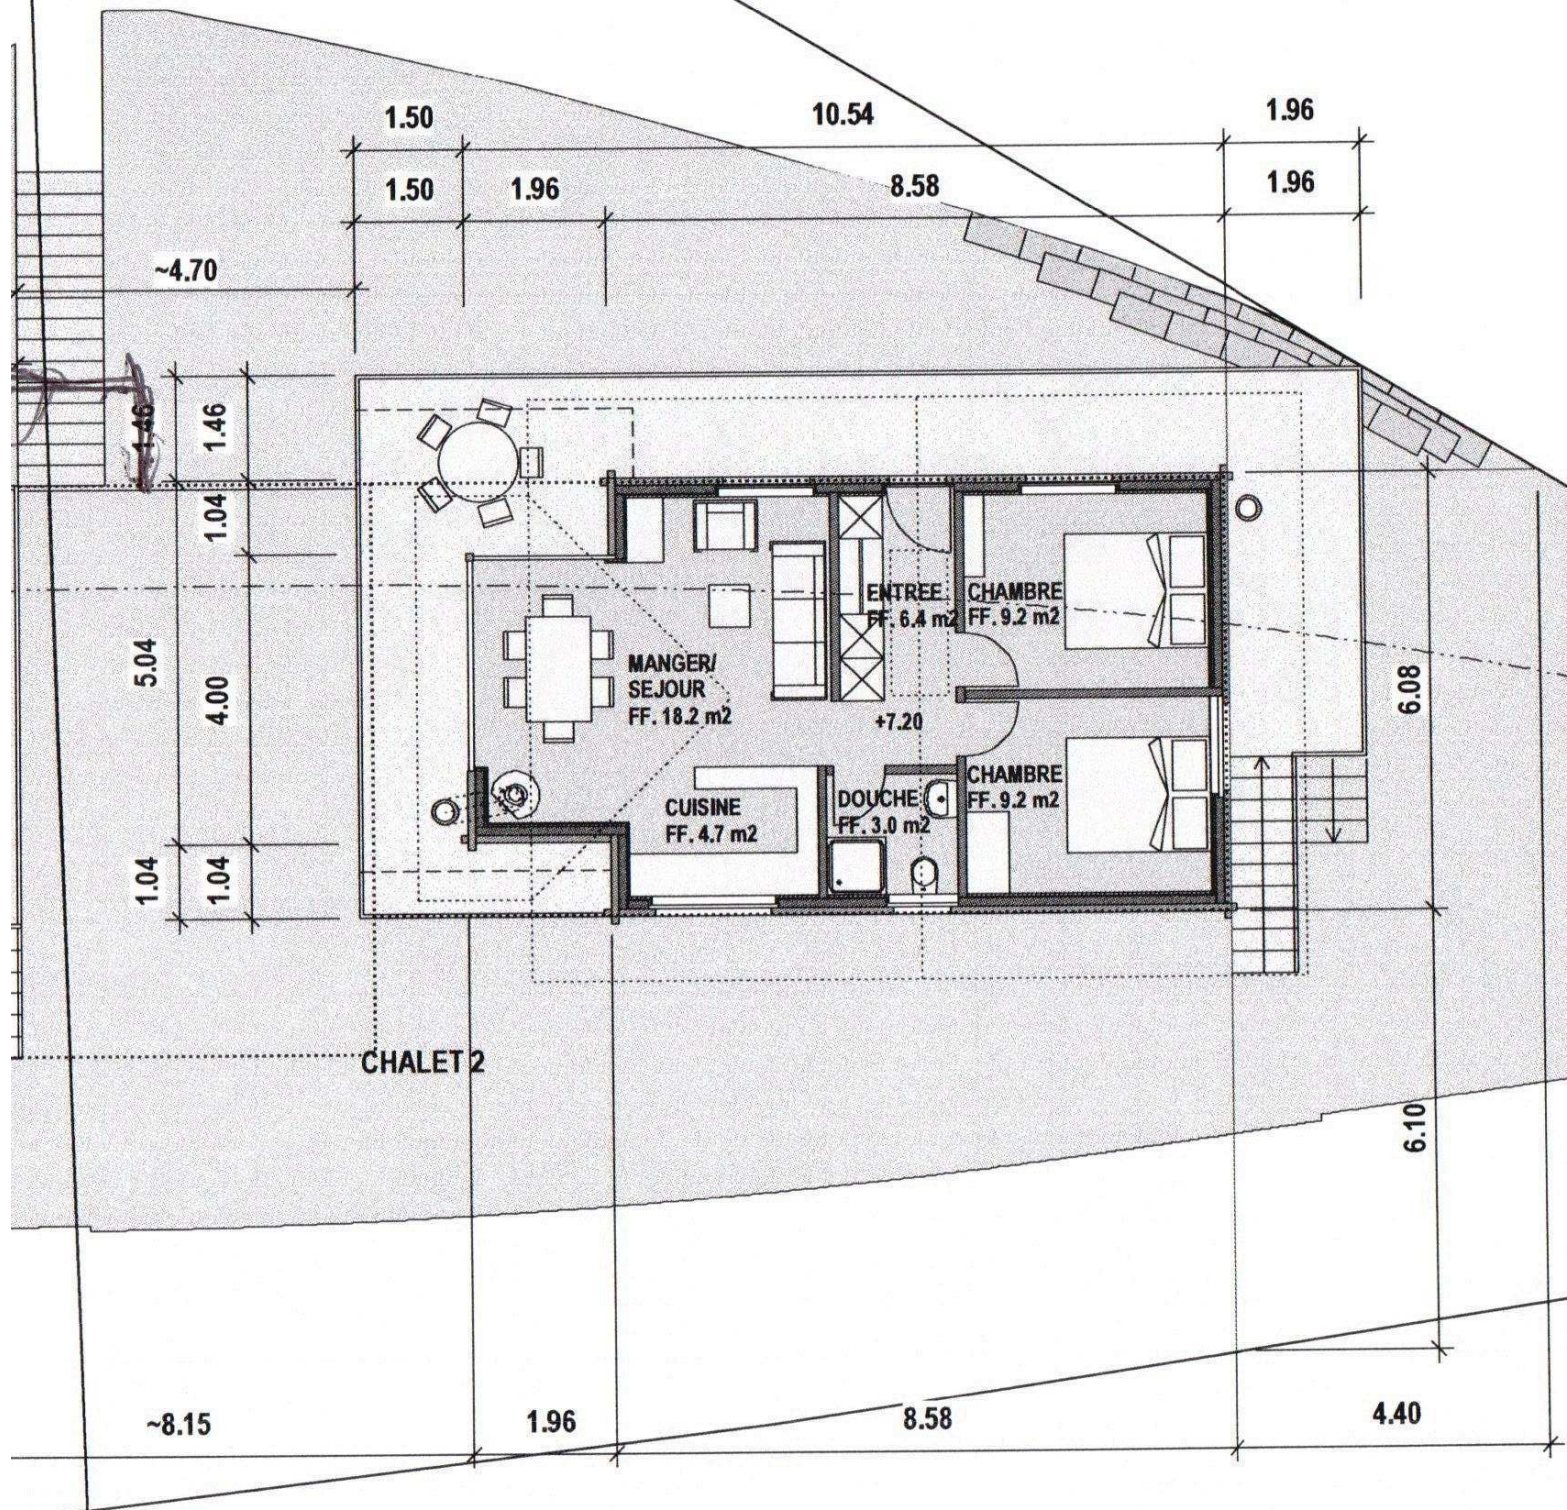 1.50
10.54
1.96
1.50
1.96
8.58
1.96
~4.70
1.46
1.46
1.04
5.04
4.00
1.04
1.04
ENTREE
FF. 6.4 m2
CHAMBRE
FF. 9.2 m2
MANGER/
SEJOUR
FF. 18.2 m2
+7.20
6.08
CUISINE
FF. 4.7 m2
DOUCHE
FF. 3.0 m2
CHAMBRE
FF. 9.2 m2
CHALET 2
6.10
~8.15
1.96
8.58
4.40